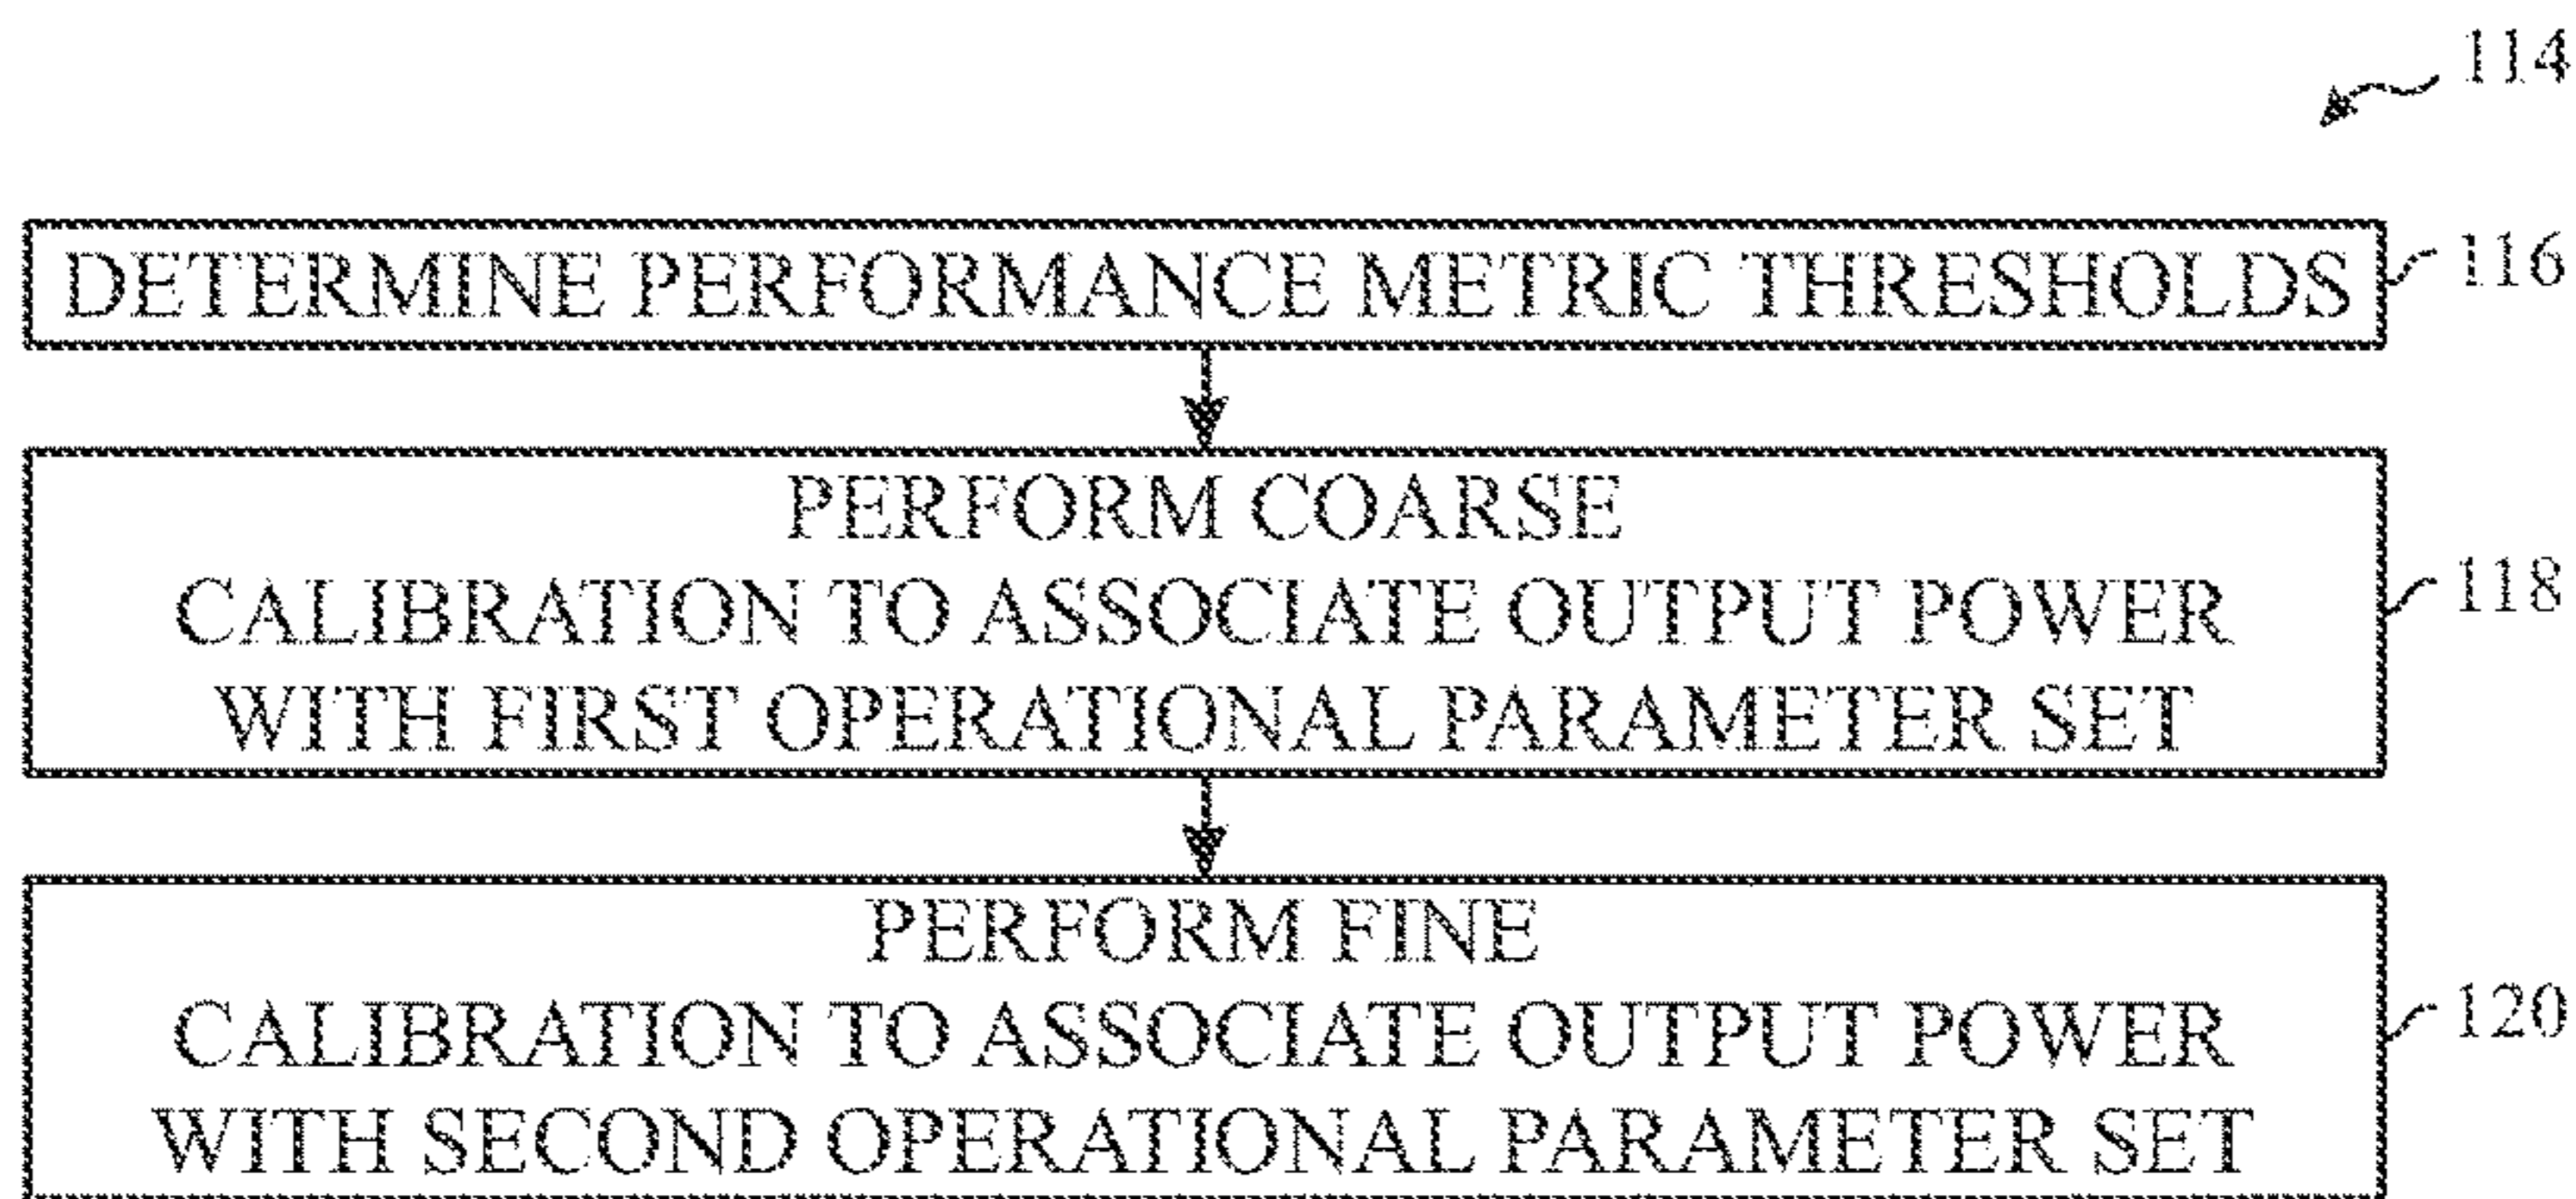 114
DETERMINE PERFORMANCE METRIC THRESHOLDS
116
PERFORM COARSE
CALIBRATION TO ASSOCIATE OUTPUT POWER
WITH FIRST OPERATIONAL PARAMETER SET
118
PERFORM FINE
CALIBRATION TO ASSOCIATE OUTPUT POWER
WITH SECOND OPERATIONAL PARAMETER SET
120